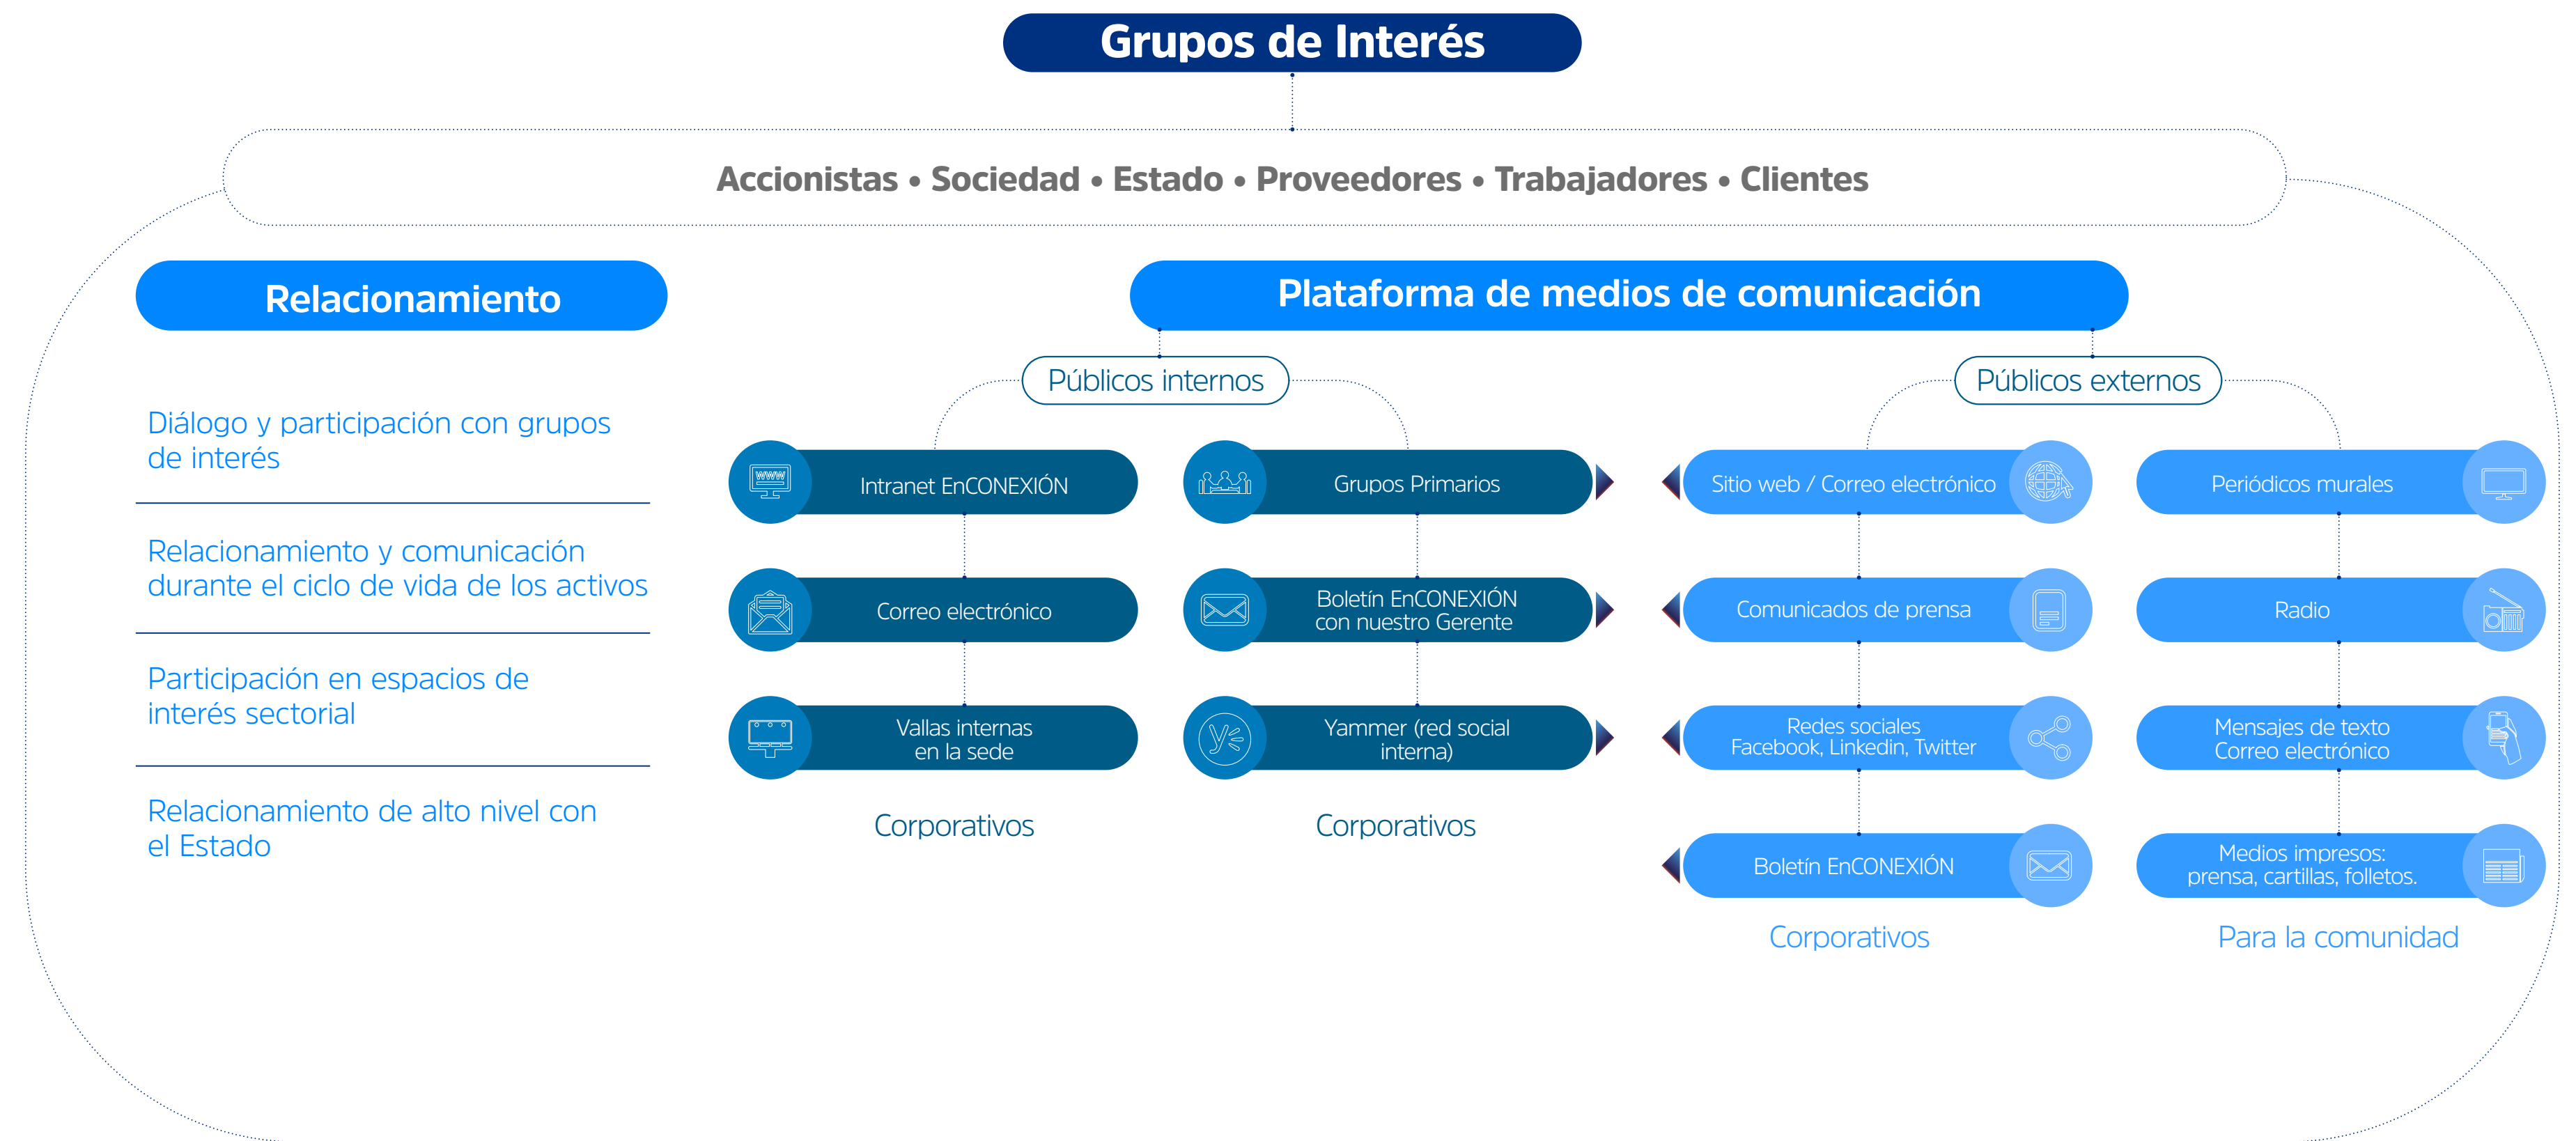 Grupos de Interés
Accionistas • Sociedad • Estado • Proveedores • Trabajadores • Clientes
Relacionamiento
Diálogo y participación con grupos
de interés
Relacionamiento y comunicación
durante el ciclo de vida de los activos
Participación en espacios de
interés sectorial
Relacionamiento de alto nivel con
el Estado
Plataforma de medios de comunicación
Públicos internos
WWW
Intranet EnCONEXIÓN
Correo electrónico
Vallas internas
en la sede
Corporativos
Grupos Primarios
Boletín EnCONEXIÓN
con nuestro Gerente
Yammer (red social
interna)
Corporativos
Públicos externos
Sitio web / Correo electrónico
Comunicados de prensa
Redes sociales
Facebook, Linkedin, Twitter
Boletín EnCONEXIÓN
Corporativos
Periódicos murales
Radio
Mensajes de texto
Correo electrónico
Medios impresos:
prensa, cartillas, folletos.
Para la comunidad